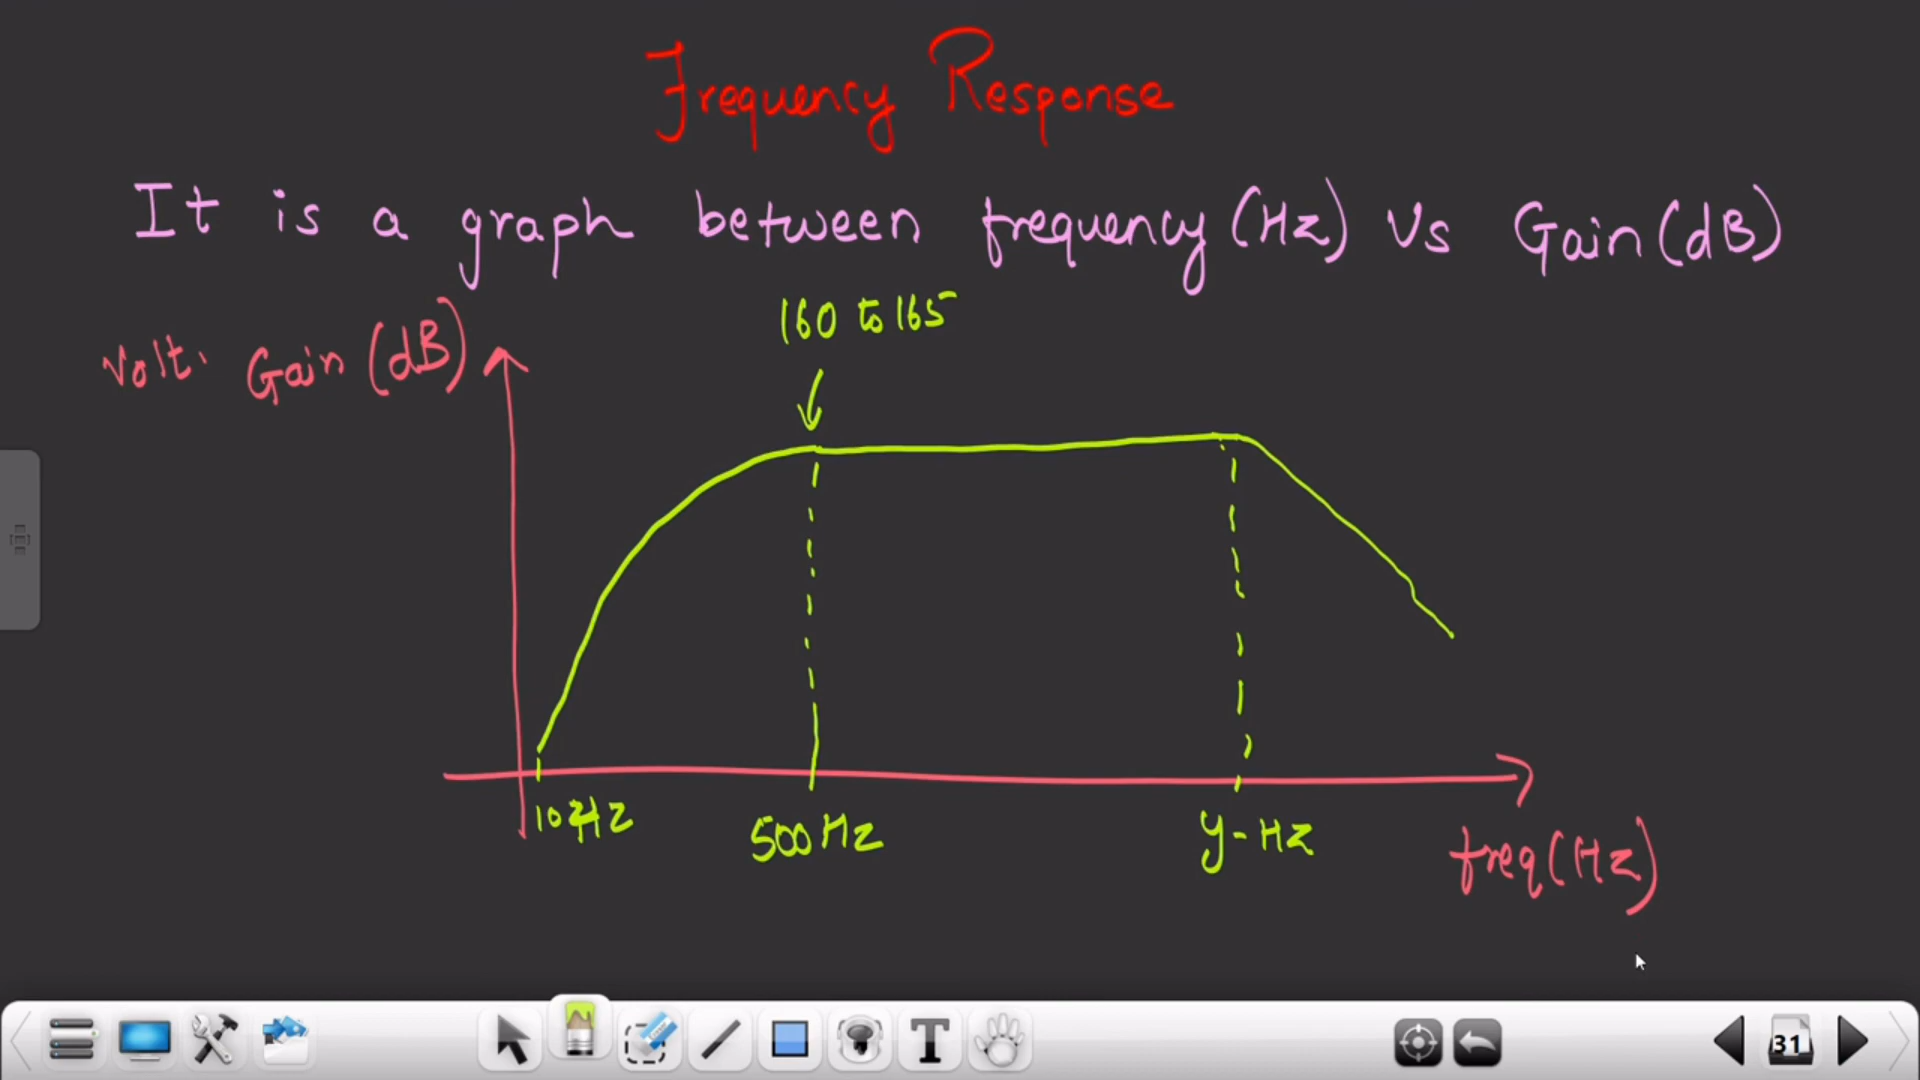 Frequency Response
It is a graph between frequency (Hz) Vs Gain (dB)
160 to 165
Volt. Gain (dB)
10Hz
500 Hz
y-Hz
freq (Hz)
T
31